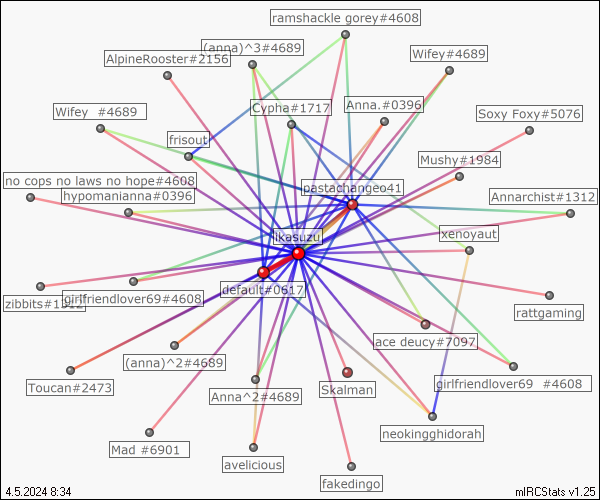 ramshackle gorey#4608
(anna)^3#4689
Wifey#4689
AlpineRooster#2156
Cypha#1717
Anna.#0396
Wifey  #4689
Soxy Foxy#5076
frisout
Mushy#1984
no cops no laws no hope#4608
pastachangeo41
hypomanianna#0396
Annarchist#1312
ikasuzu
xenoyaut
default#0617
zibbits#1312
girlfriendlover69#4608
rattgaming
ace deucy#7097
(anna)^2#4689
Toucan#2473
Skalman
girlfriendlover69  #4608
Anna^2#4689
neokingghidorah
Mad #6901
avelicious
fakedingo
4.5.2024 8:34
mIRCStats v1.25